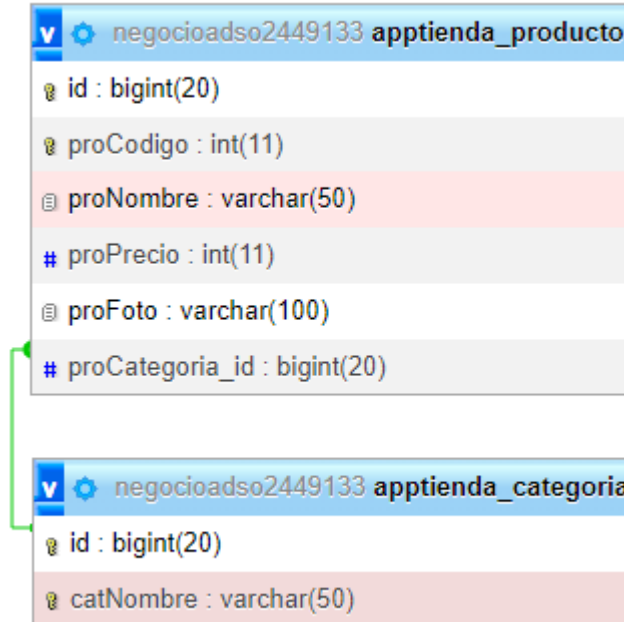 v negocioadso2449133 apptienda_producto
id : bigint(20)
proCodigo : int(11)
proNombre : varchar(50)
# proPrecio : int(11)
proFoto : varchar(100)
# proCategoria_id : bigint(20)
v negocioadso2449133 apptienda_categoria
id : bigint(20)
catNombre : varchar(50)